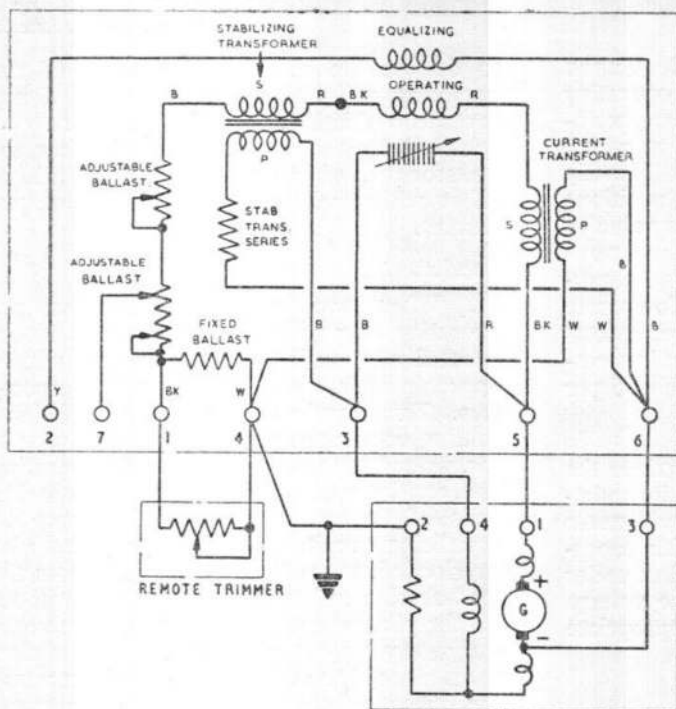 STABILIZING
TRANSFORMER
EQUALIZING
S
OPERATING
B
R
BK
R
P
ADJUSTABLE
BALLAST.
CURRENT
TRANSFORMER
STAB
TRANS.
SERIES
S
P
ADJUSTABLE
BALLAST
B
FIXED
BALLAST
B
B
R
BK
W
W
B
Y
BK
W
2
7
1
4
3
5
6
2
4
1
3
REMOTE TRIMMER
+
G
-